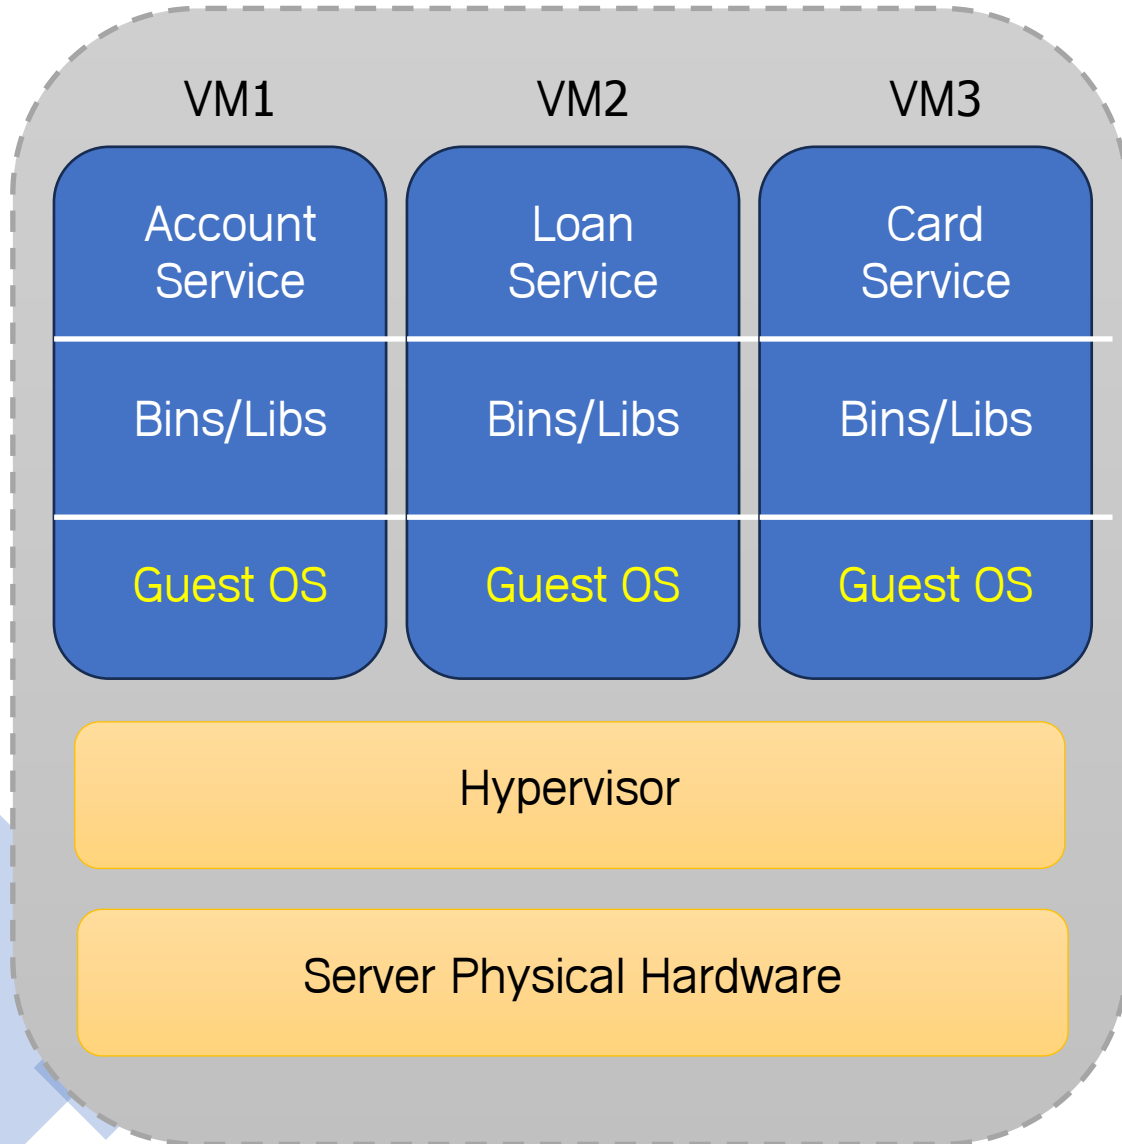 VM1 VM2 VM3
Account Loan Card
Service Service Service
Bins/Libs Bins/Libs Bins/Libs
Guest OS Guest OS Guest OS
Hypervisor
Server Physical Hardware